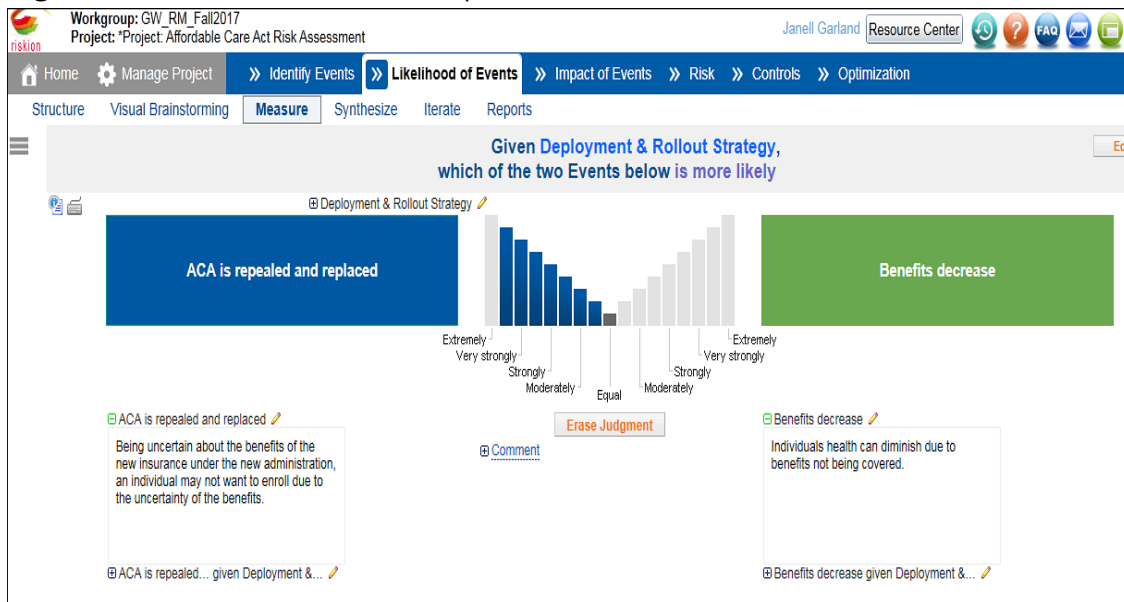 Workgroup: GW_RM_Fall2017
Project: *Project: Affordable Care Act Risk Assessment
Janell Garland Resource Center FAQ
riskion
Home Manage Project » Identify Events » Likelihood of Events » Impact of Events » Risk » Controls » Optimization
Structure Visual Brainstorming Measure Synthesize Iterate Reports
Given Deployment & Rollout Strategy,
which of the two Events below is more likely
Deployment & Rollout Strategy
ACA is repealed and replaced
Benefits decrease
Extremely Extremely
Very strongly Very strongly
Strongly Strongly
Moderately Moderately
Equal
ACA is repealed and replaced
Erase Judgment
Benefits decrease
Being uncertain about the benefits of the
new insurance under the new administration,
an individual may not want to enroll due to
the uncertainty of the benefits.
Comment
Individuals health can diminish due to
benefits not being covered.
ACA is repealed... given Deployment &...
Benefits decrease given Deployment &...